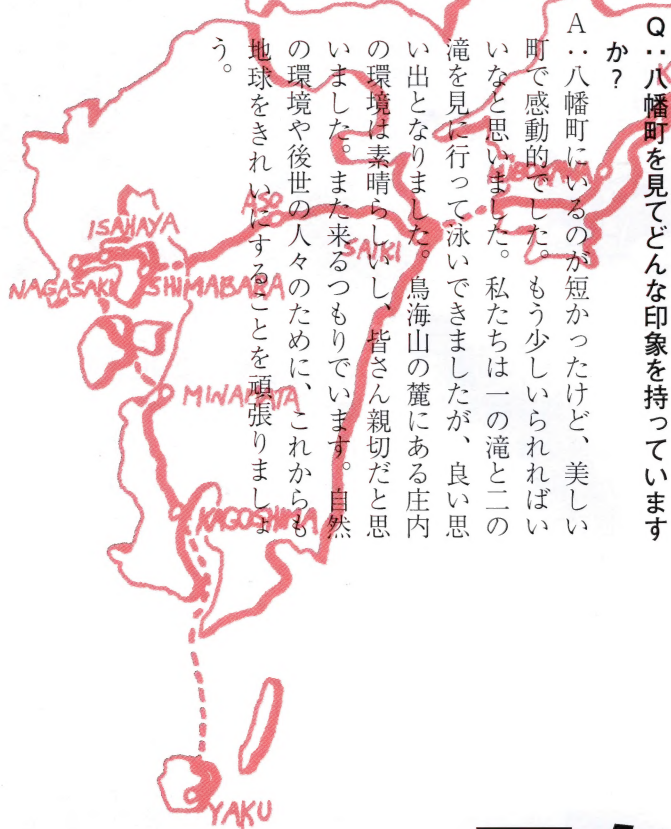 Q：八幡町を見てどんな印象を持っています
か？
A：八幡町にいるのが短かったけど、美しい
町で感動的でした。もう少しいられればい
いなと思いました。私たちは一の滝と二の
滝を見に行って泳いできましたが、良い思
い出となりました。鳥海山の麓にある庄内
の環境は素晴らしいし、皆さん親切だと思
いました。また来るつもりでいます。自然
の環境や後世の人々のために、これからも
地球をきれいにすることを頑張りましょ
う。
ISAHAYA
ASO
SAIKI
NAGASAKI
SHIMABARA
MINAMATA
KAGOSHIMA
YAKU